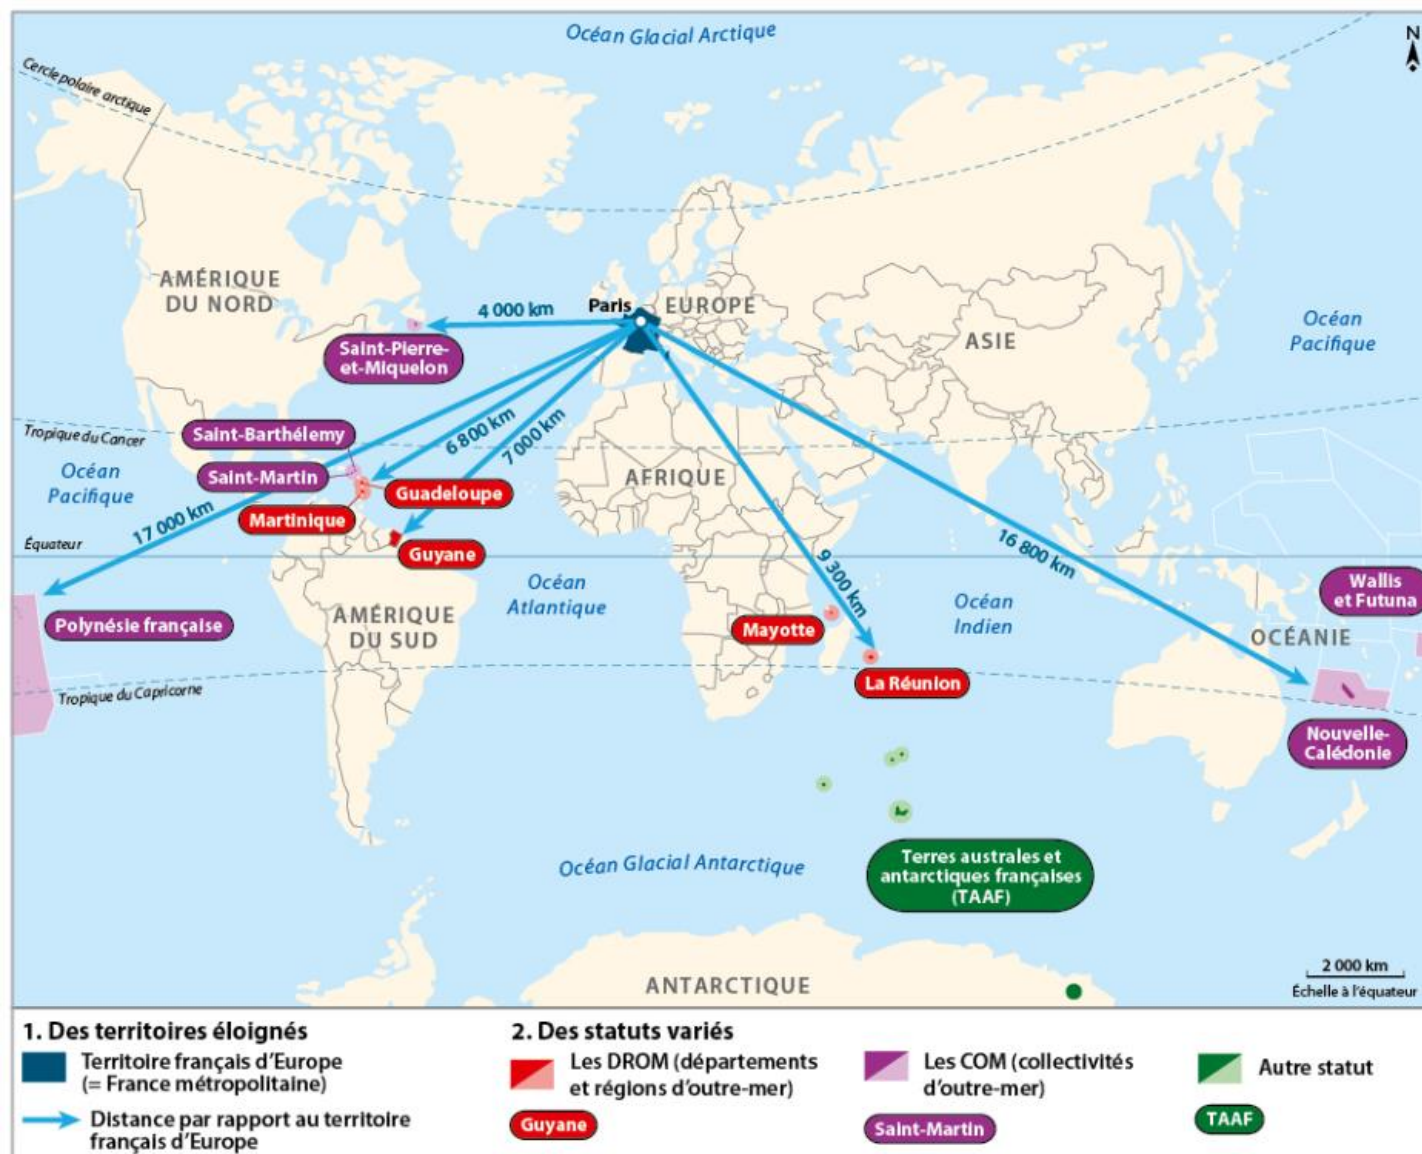 Océan Glacial Arctique
N
Cercle polaire arctique
AMÉRIQUE
DU NORD
4 000 km
Paris
EUROPE
ASIE
Océan
Pacifique
Saint-Pierre-
et-Miquelon
Tropique du Cancer
Saint-Barthélemy
6 800 km
7 000 km
Océan
Pacifique
Saint-Martin
Guadeloupe
AFRIQUE
Martinique
17 000 km
Équateur
Guyane
16 800 km
9 300 km
Océan
Atlantique
Océan
Indien
Wallis
et Futuna
Polynésie française
AMÉRIQUE
DU SUD
Mayotte
OCÉANIE
La Réunion
Tropique du Capricorne
Nouvelle-
Calédonie
Océan Glacial Antarctique
Terres australes et
antarctiques françaises
(TAAF)
ANTARCTIQUE
2 000 km
Échelle à l'équateur
1. Des territoires éloignés
Territoire français d'Europe
(= France métropolitaine)
Distance par rapport au territoire
français d'Europe
2. Des statuts variés
Les DROM (départements
et régions d'outre-mer)
Guyane
Les COM (collectivités
d'outre-mer)
Saint-Martin
Autre statut
TAAF